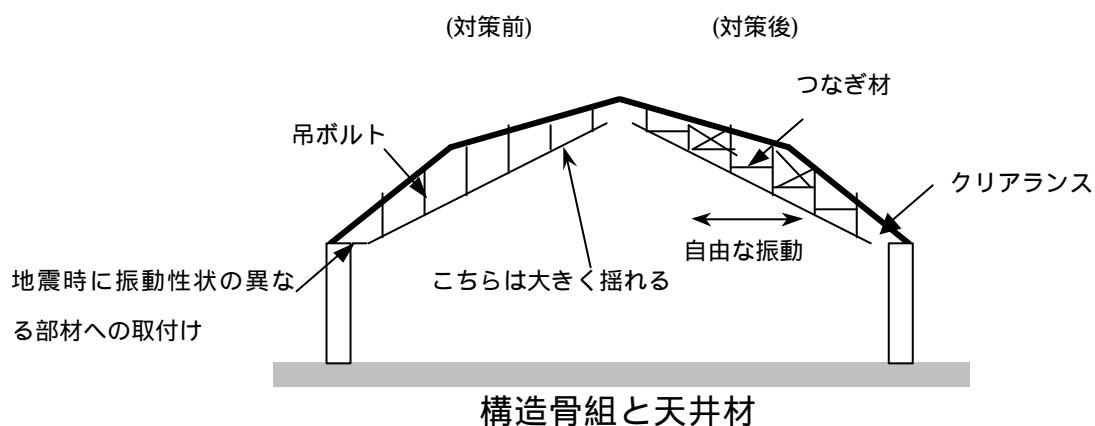 (対策前)
(対策後)
つなぎ材
吊ボルト
クリアランス
自由な振動
地震時に振動性状の異な
る部材への取付け
こちらは大きく揺れる
構造骨組と天井材